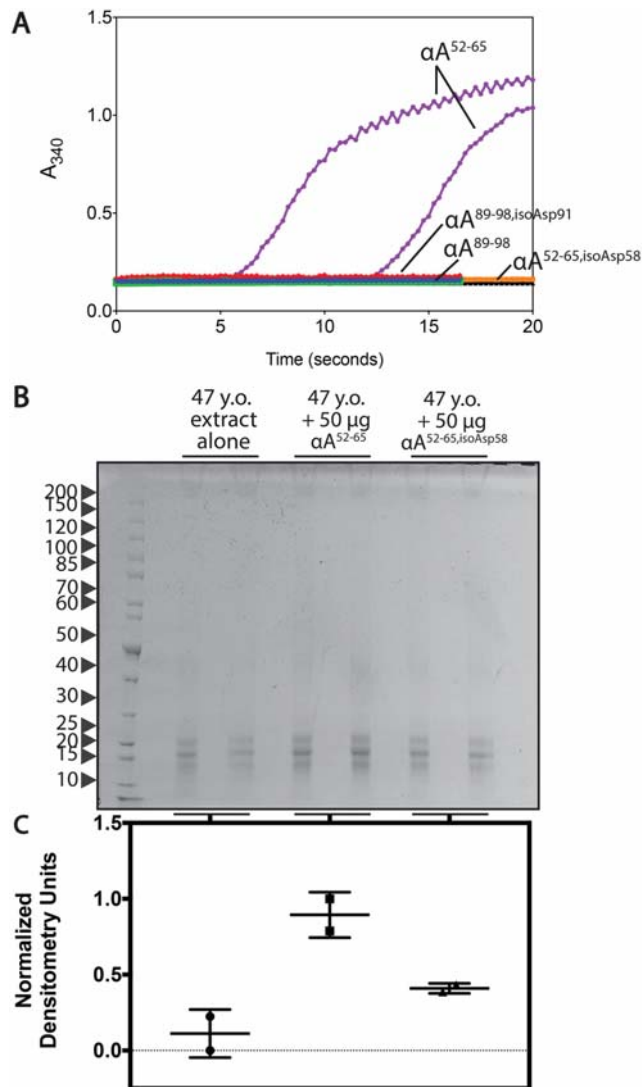 A
1.5
1.0
0.5
0.0
A₃₄₀
αA⁵²⁻⁶⁵
αA⁸⁹⁻⁹⁸,ⁱˢᵒᴬˢᵖ⁹¹
αA⁸⁹⁻⁹⁸
αA⁵²⁻⁶⁵,ⁱˢᵒᴬˢᵖ⁵⁸
0 5 10 15 20
Time (seconds)
B
47 y.o. extract alone
47 y.o. + 50 µg αA⁵²⁻⁶⁵
47 y.o. + 50 µg αA⁵²⁻⁶⁵,ⁱˢᵒᴬˢᵖ⁵⁸
200
150
120
100
85
70
60
50
40
30
25
20
15
10
C
1.5
1.0
0.5
0.0
Normalized
Densitometry Units